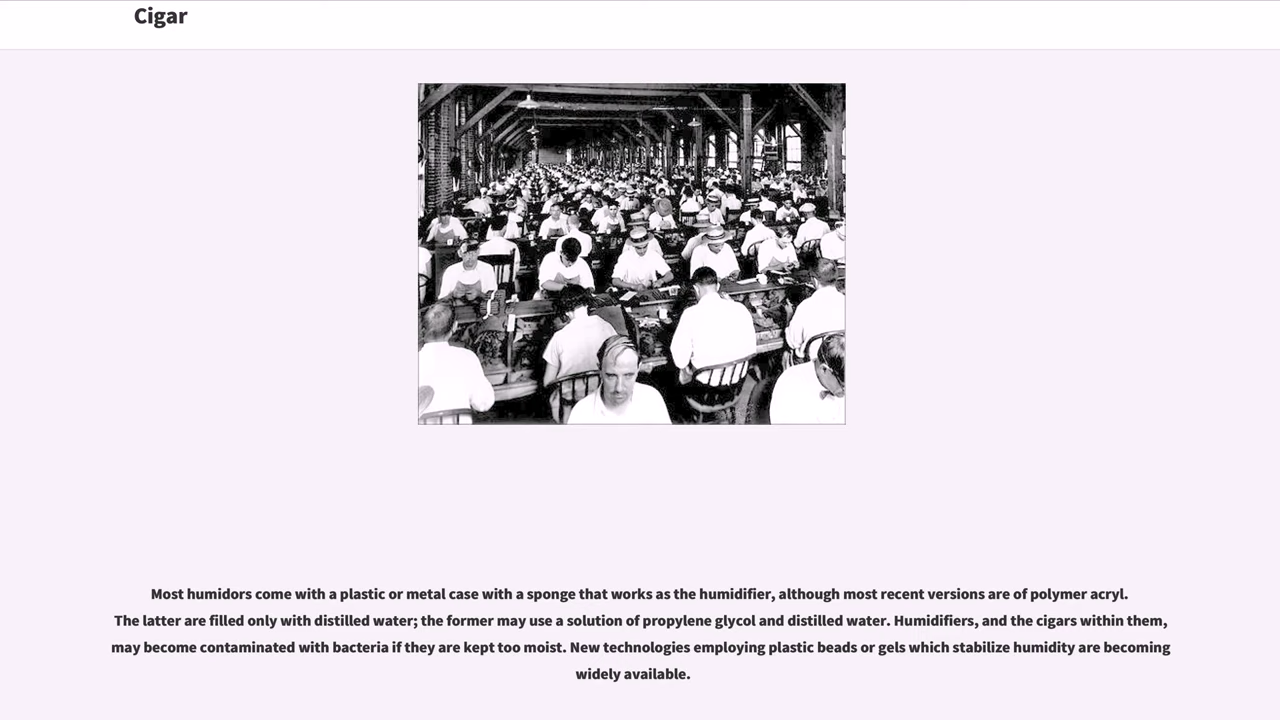 Cigar
Most humidors come with a plastic or metal case with a sponge that works as the humidifier, although most recent versions are of polymer acryl.
The latter are filled only with distilled water; the former may use a solution of propylene glycol and distilled water. Humidifiers, and the cigars within them,
may become contaminated with bacteria if they are kept too moist. New technologies employing plastic beads or gels which stabilize humidity are becoming
widely available.